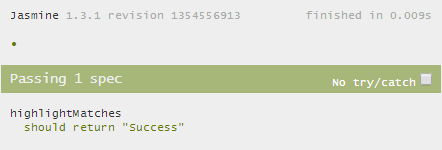 Jasmine 1.3.1 revision 1354556913 finished in 0.009s
Passing 1 spec No try/catch
highlightMatches
should return "Success"